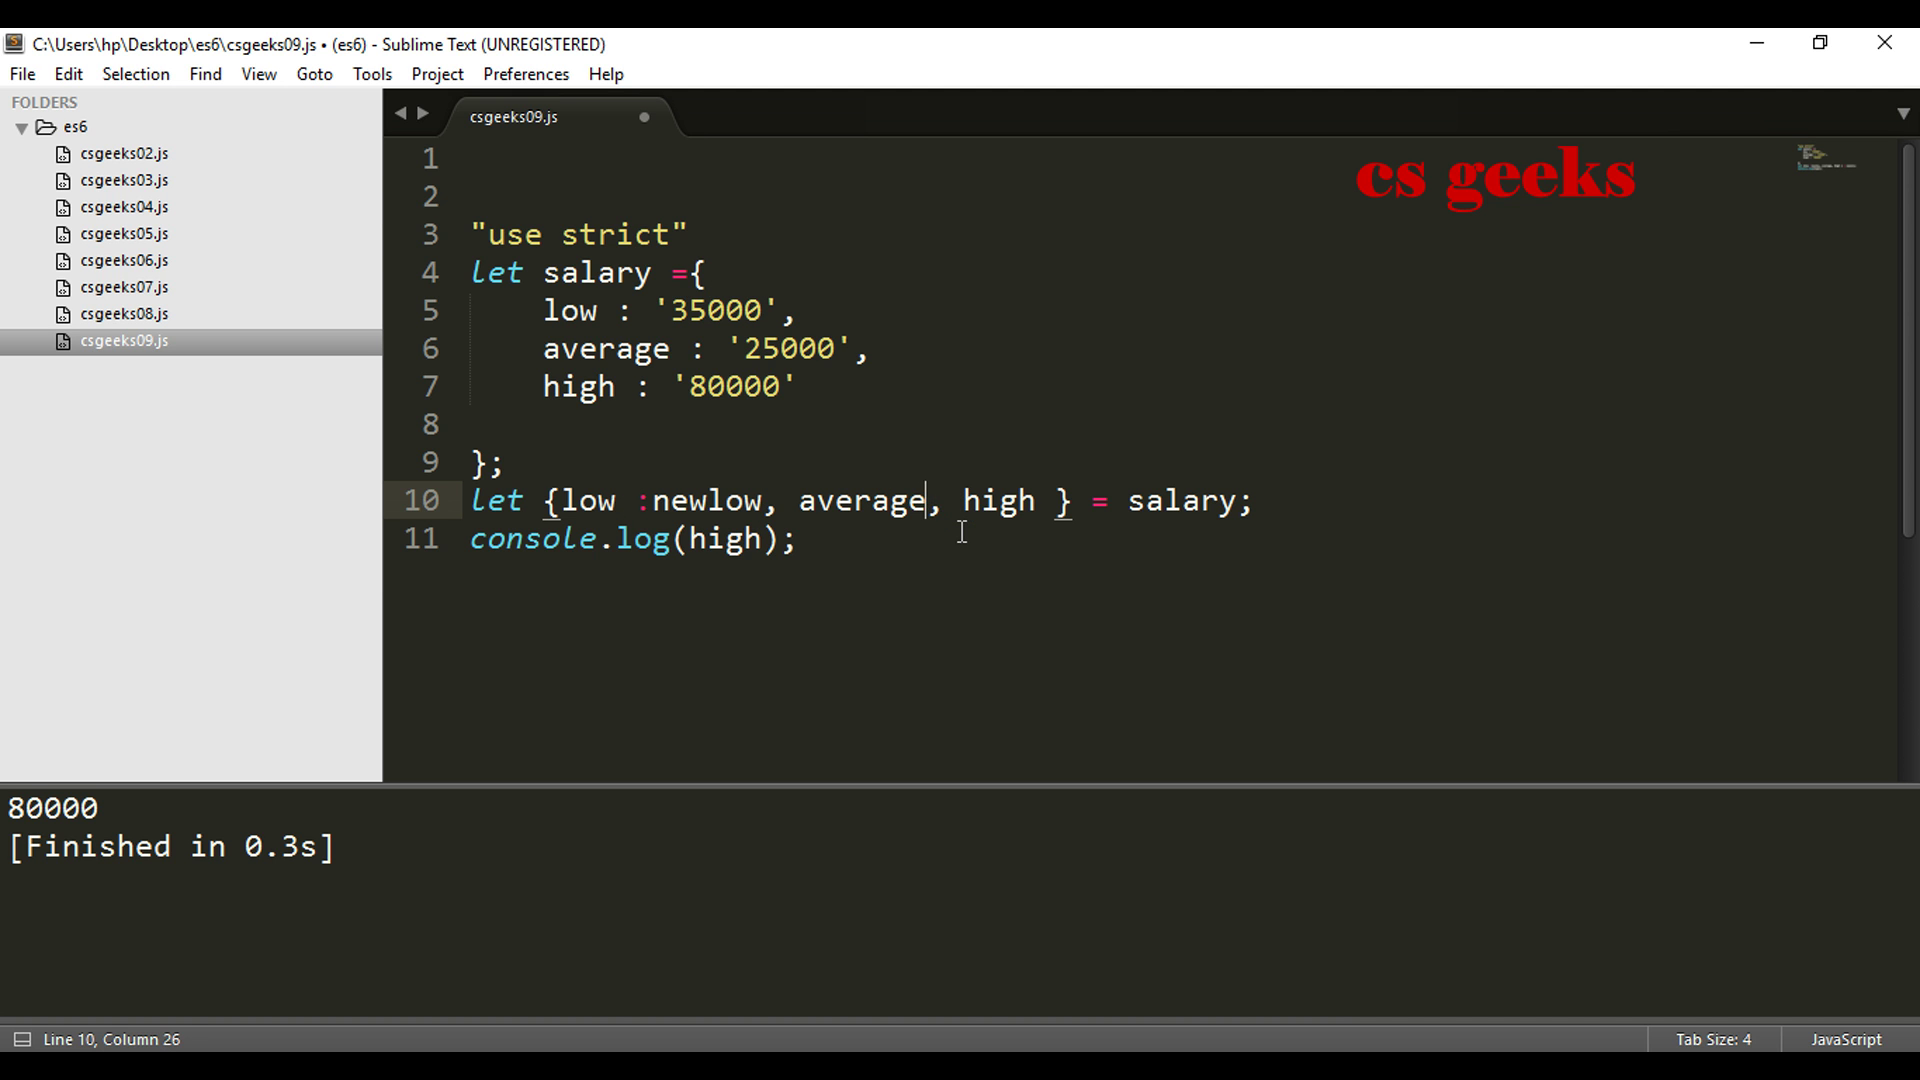 C:\Users\hp\Desktop\es6\csgeeks09.js • (es6) - Sublime Text (UNREGISTERED)
File Edit Selection Find View Goto Tools Project Preferences Help
FOLDERS
es6
csgeeks02.js
csgeeks03.js
csgeeks04.js
csgeeks05.js
csgeeks06.js
csgeeks07.js
csgeeks08.js
csgeeks09.js
csgeeks09.js
cs geeks
1
2
3 "use strict"
4 let salary ={
5 low : '35000',
6 average : '25000',
7 high : '80000'
8
9 };
10 let {low :newlow, average, high } = salary;
11 console.log(high);
80000
[Finished in 0.3s]
Line 10, Column 26
Tab Size: 4
JavaScript